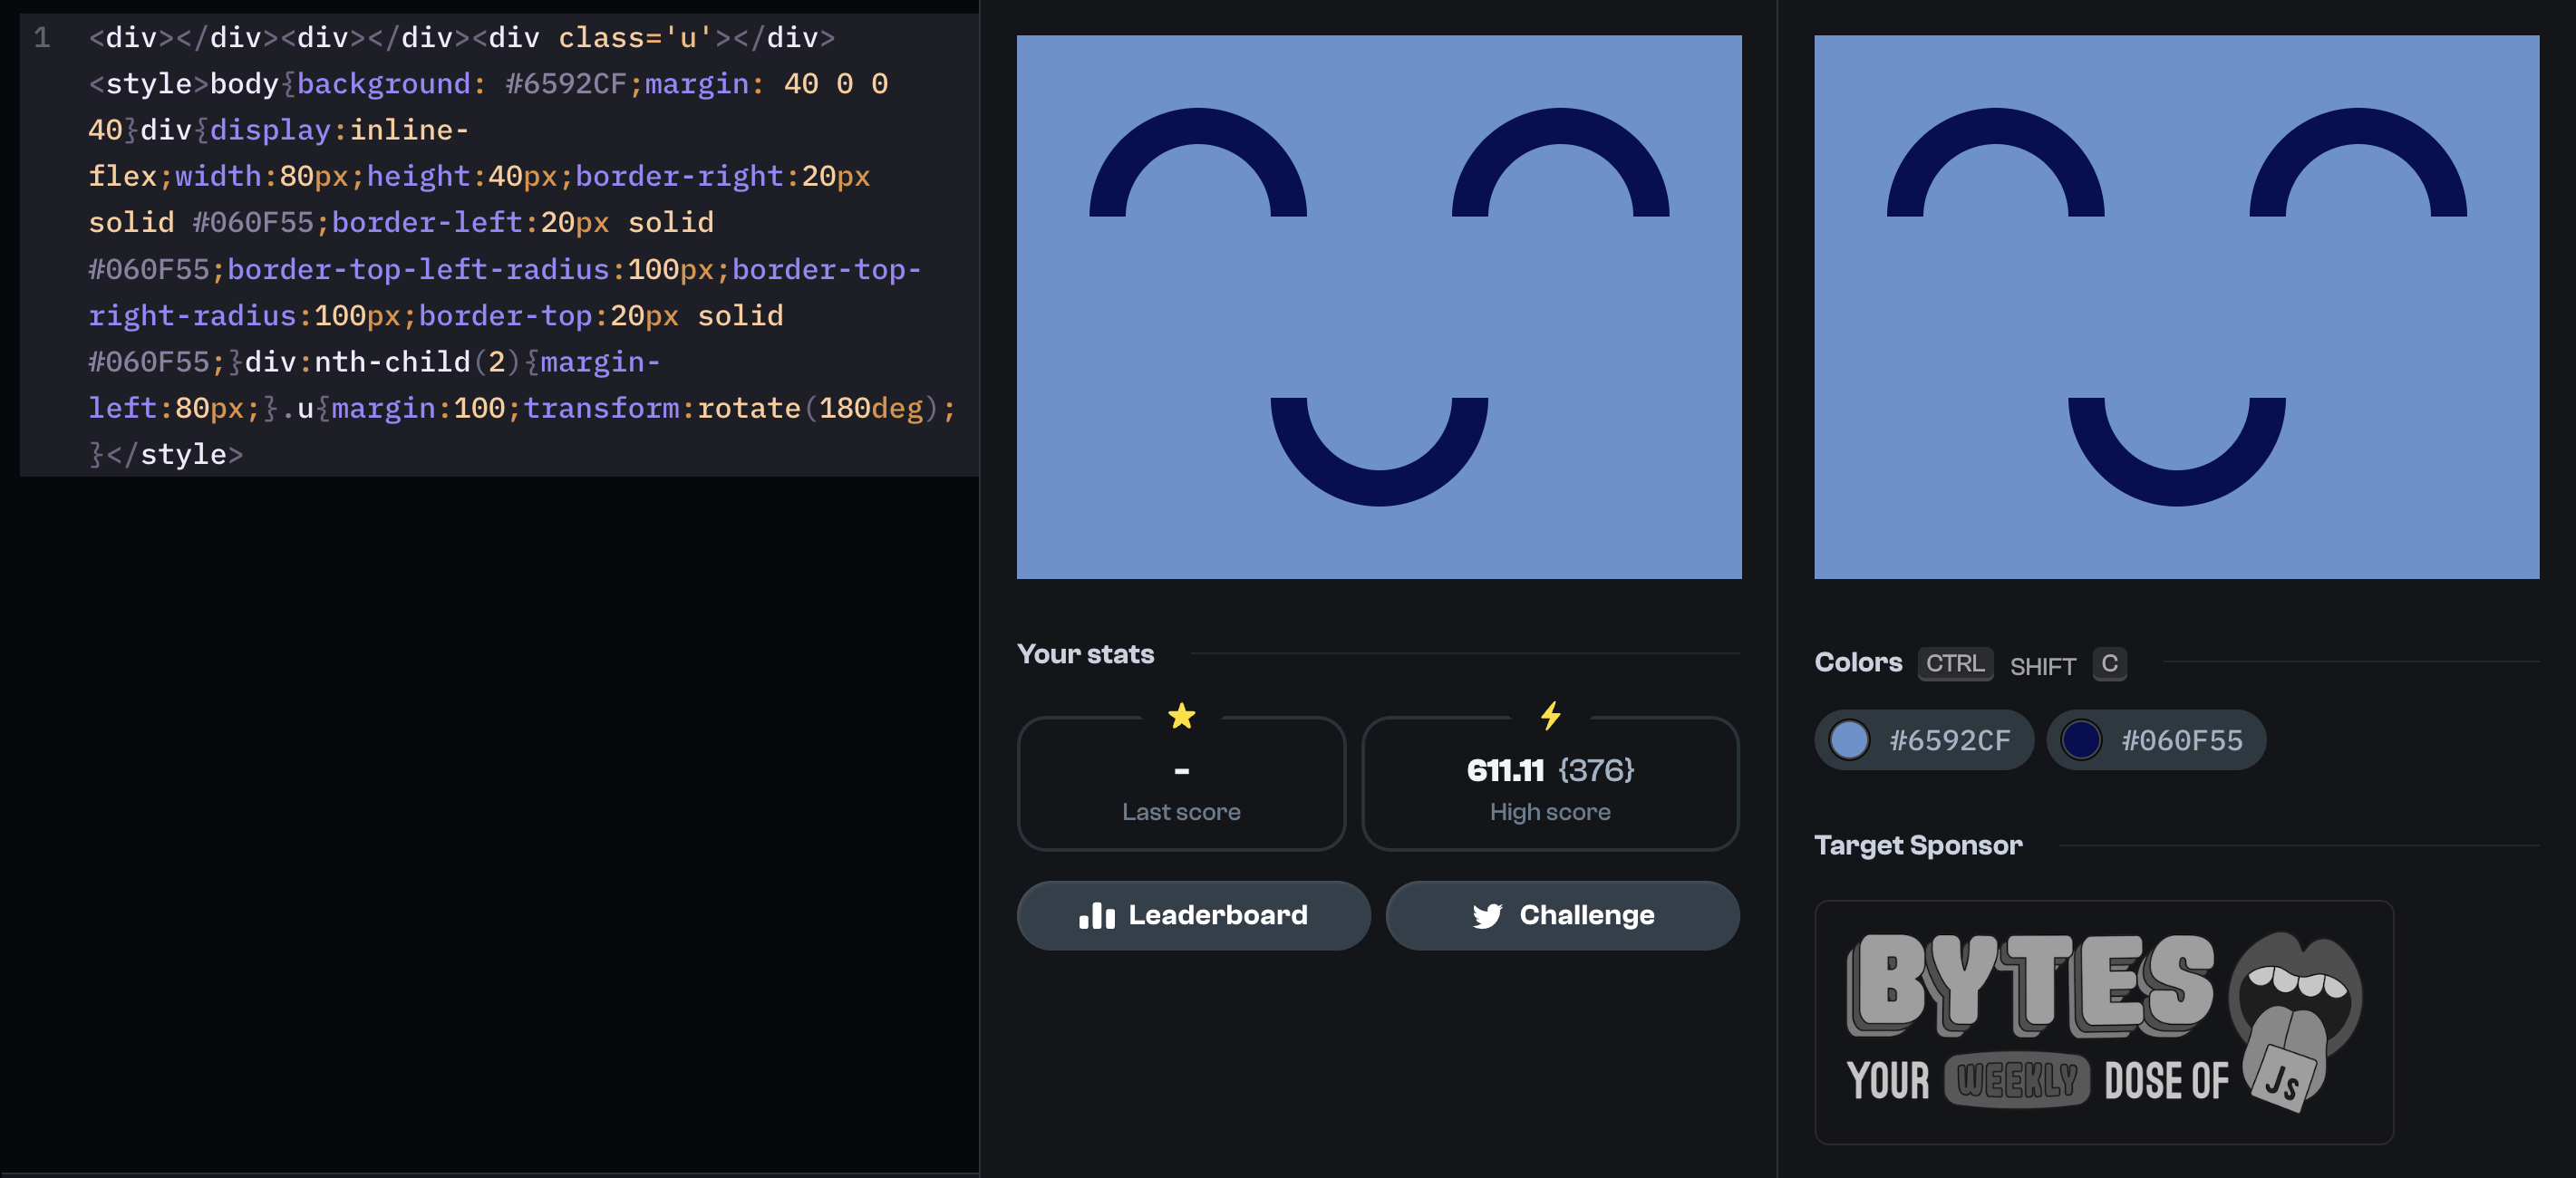 1 <div></div><div></div><div class='u'></div>
<style>body{background: #6592CF;margin: 40 0 0
40}div{display:inline-
flex;width:80px;height:40px;border-right:20px
solid #060F55;border-left:20px solid
#060F55;border-top-left-radius:100px;border-top-
right-radius:100px;border-top:20px solid
#060F55;}div:nth-child(2){margin-
left:80px;}.u{margin:100;transform:rotate(180deg);
}</style>
Your stats
-
Last score
611.11 {376}
High score
Leaderboard
Challenge
Colors CTRL SHIFT C
#6592CF #060F55
Target Sponsor
BYTES
YOUR WEEKLY DOSE OF
Js